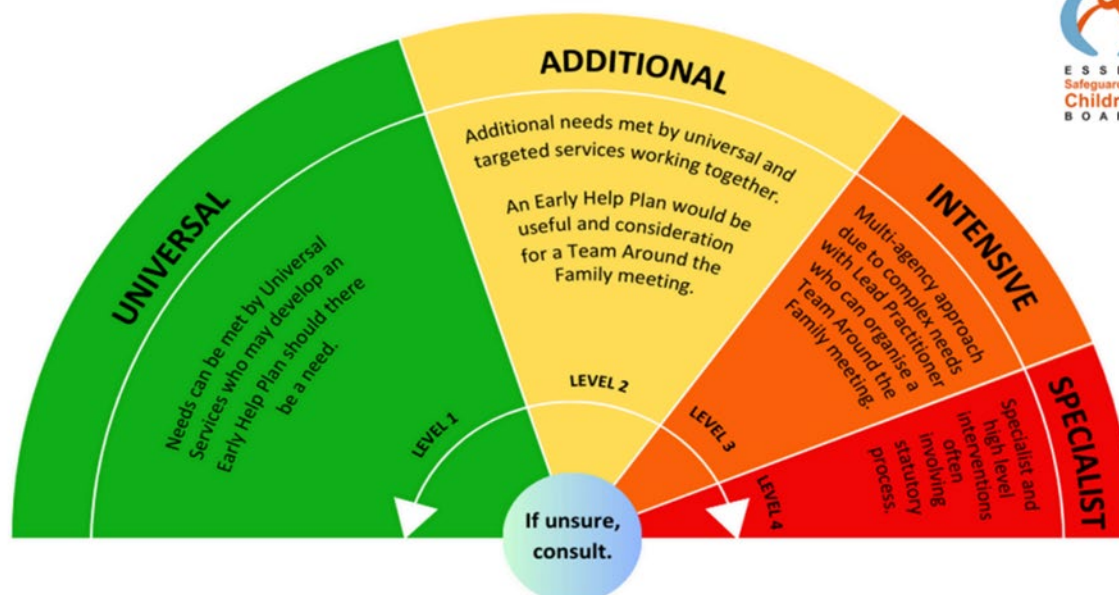 UNIVERSAL
Needs can be met by Universal
Services who may develop an
Early Help Plan should there
be a need.
LEVEL 1
ADDITIONAL
Additional needs met by universal and
targeted services working together.
An Early Help Plan would be
useful and consideration
for a Team Around the
Family meeting.
LEVEL 2
INTENSIVE
Multi-agency approach
due to complex needs
with Lead Practitioner
who can organise a
Team Around the
Family meeting.
LEVEL 3
SPECIALIST
Specialist and
high level
interventions
often
involving
statutory
process.
LEVEL 4
If unsure,
consult.